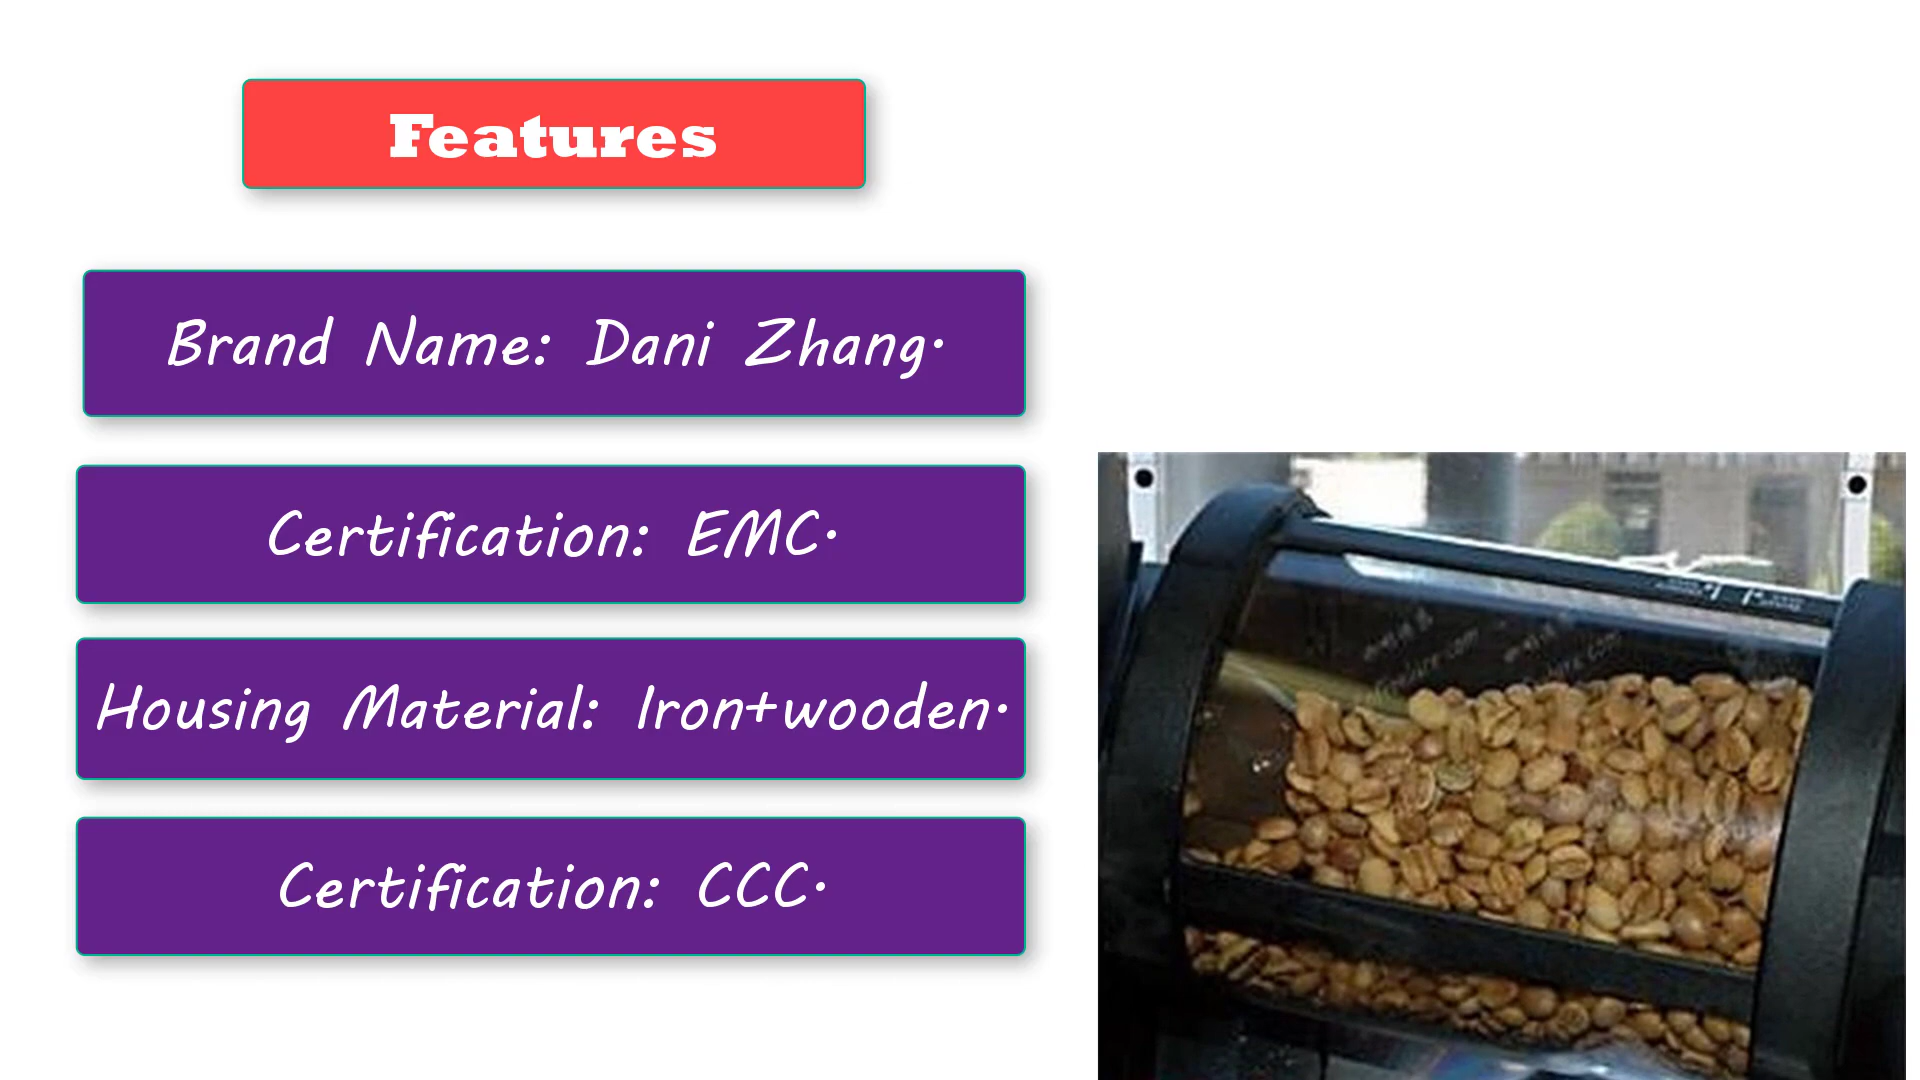 Features
Brand Name: Dani Zhang.
Certification: EMC.
Housing Material: Iron+wooden.
Certification: CCC.